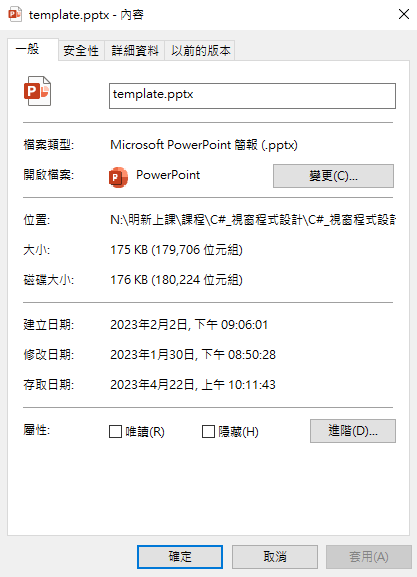 template.pptx - 內容
一般 安全性 詳細資料 以前的版本
template.pptx
檔案類型: Microsoft PowerPoint 簡報 (.pptx)
開啟檔案: PowerPoint 變更(C)...
位置: N:\明新上課\課程\C#_視窗程式設計\C#_視窗程式設計
大小: 175 KB (179,706 位元組)
磁碟大小: 176 KB (180,224 位元組)
建立日期: 2023年2月2日, 下午 09:06:01
修改日期: 2023年1月30日, 下午 08:50:28
存取日期: 2023年4月22日, 上午 10:11:43
屬性: 唯讀(R) 隱藏(H) 進階(D)...
確定 取消 套用(A)